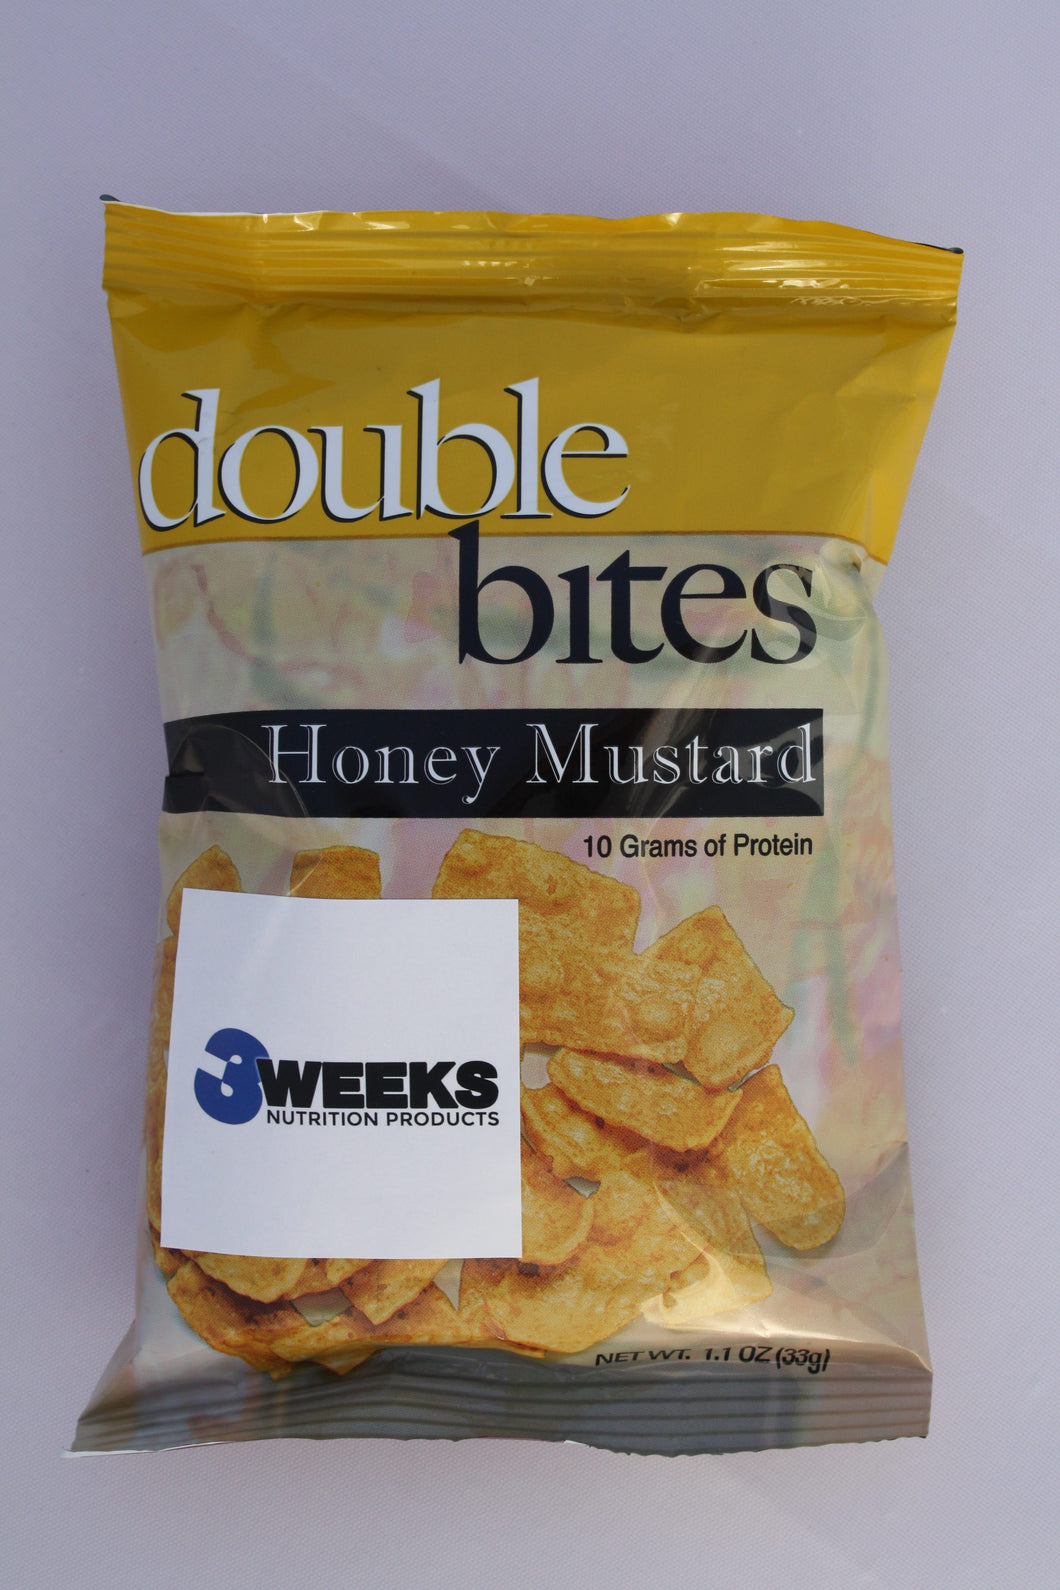 double
bites
Honey Mustard
10 Grams of Protein
3WEEKS
NUTRITION PRODUCTS
NET WT. 1.1 OZ (33g)